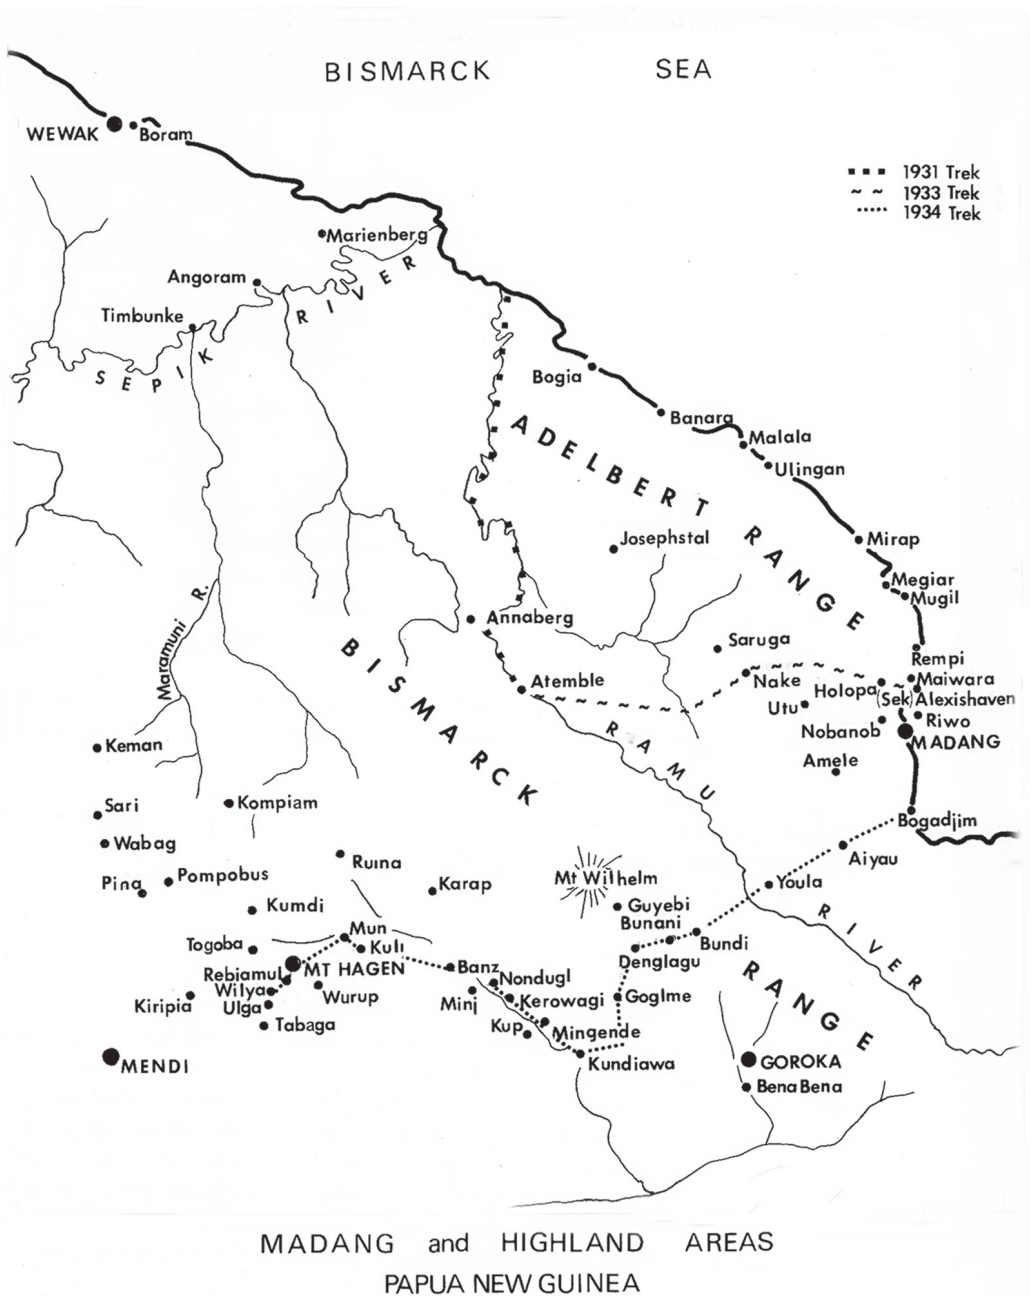 BISMARCK SEA
WEWAK
Boram
1931 Trek
1933 Trek
1934 Trek
Marienberg
Angoram
Timbunke
SEPIK RIVER
Bogia
Banara
Malala
Ulingan
ADELBERT RANGE
Josephstal
Mirap
Megiar
Mugil
Maramuni R.
Annaberg
Saruga
Rempi
Atemble
Nake
Holopa
Maiwara
(Sek) Alexishaven
Utu
Riwo
Nobanob
MADANG
BISMARCK RANGE
RAMU RIVER
Keman
Amele
Sari
Kompiam
Bogadjim
Wabag
Aiyau
Ruina
Pina
Pompobus
Karap
Mt Wilhelm
Youla
Kumdi
Guyebi
Bunani
Mun
Togoba
Kuli
Bundi
Denglagu
MT HAGEN
Banz
Rebiamul
Nondugl
Wilya
Wurup
Kiripia
Ulga
Minj
Kerowagi
Goglme
Tabaga
Kup
Mingende
MENDI
Kundiawa
GOROKA
BenaBena
MADANG and HIGHLAND AREAS
PAPUA NEW GUINEA